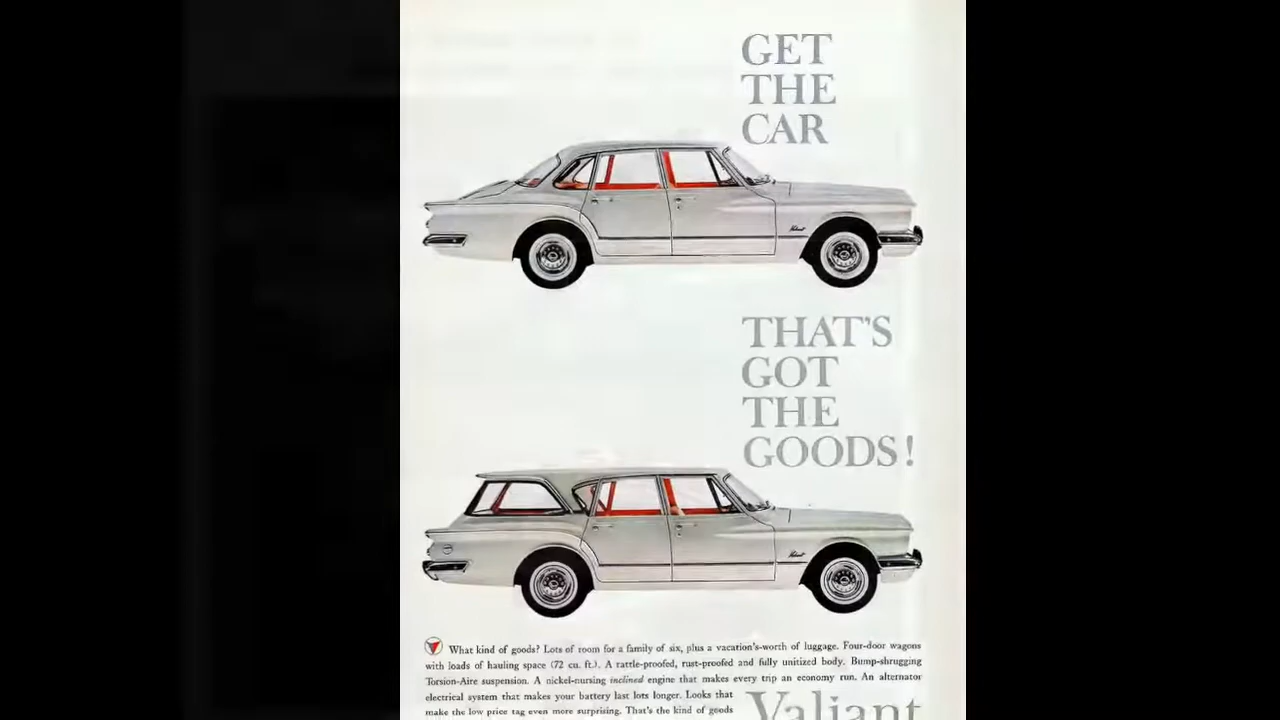 GET
THE
CAR
Valiant
THAT'S
GOT
THE
GOODS!
Valiant
What kind of goods? Lots of room for a family of six, plus a vacation's-worth of luggage. Four-door wagons
with loads of hauling space (72 cu. ft.). A rattle-proofed, rust-proofed and fully unitized body. Bump-shrugging
Torsion-Aire suspension. A nickel-nursing inclined engine that makes every trip an economy run. An alternator
electrical system that makes your battery last lots longer. Looks that
make the low price tag even more surprising. That's the kind of goods
Valiant